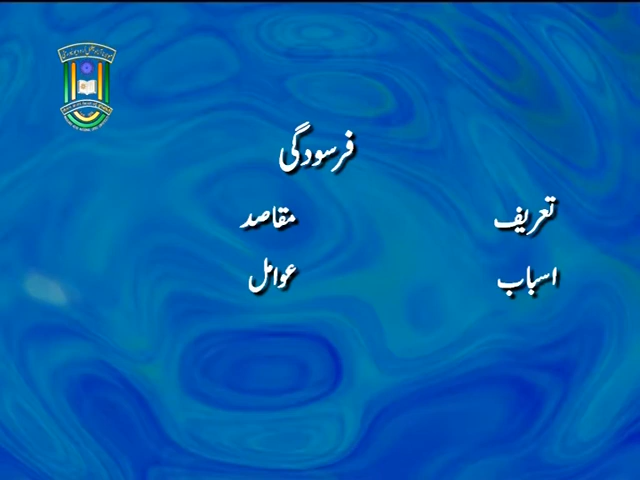 فرسودگی
تعریف مقاصد
اسباب عوامل